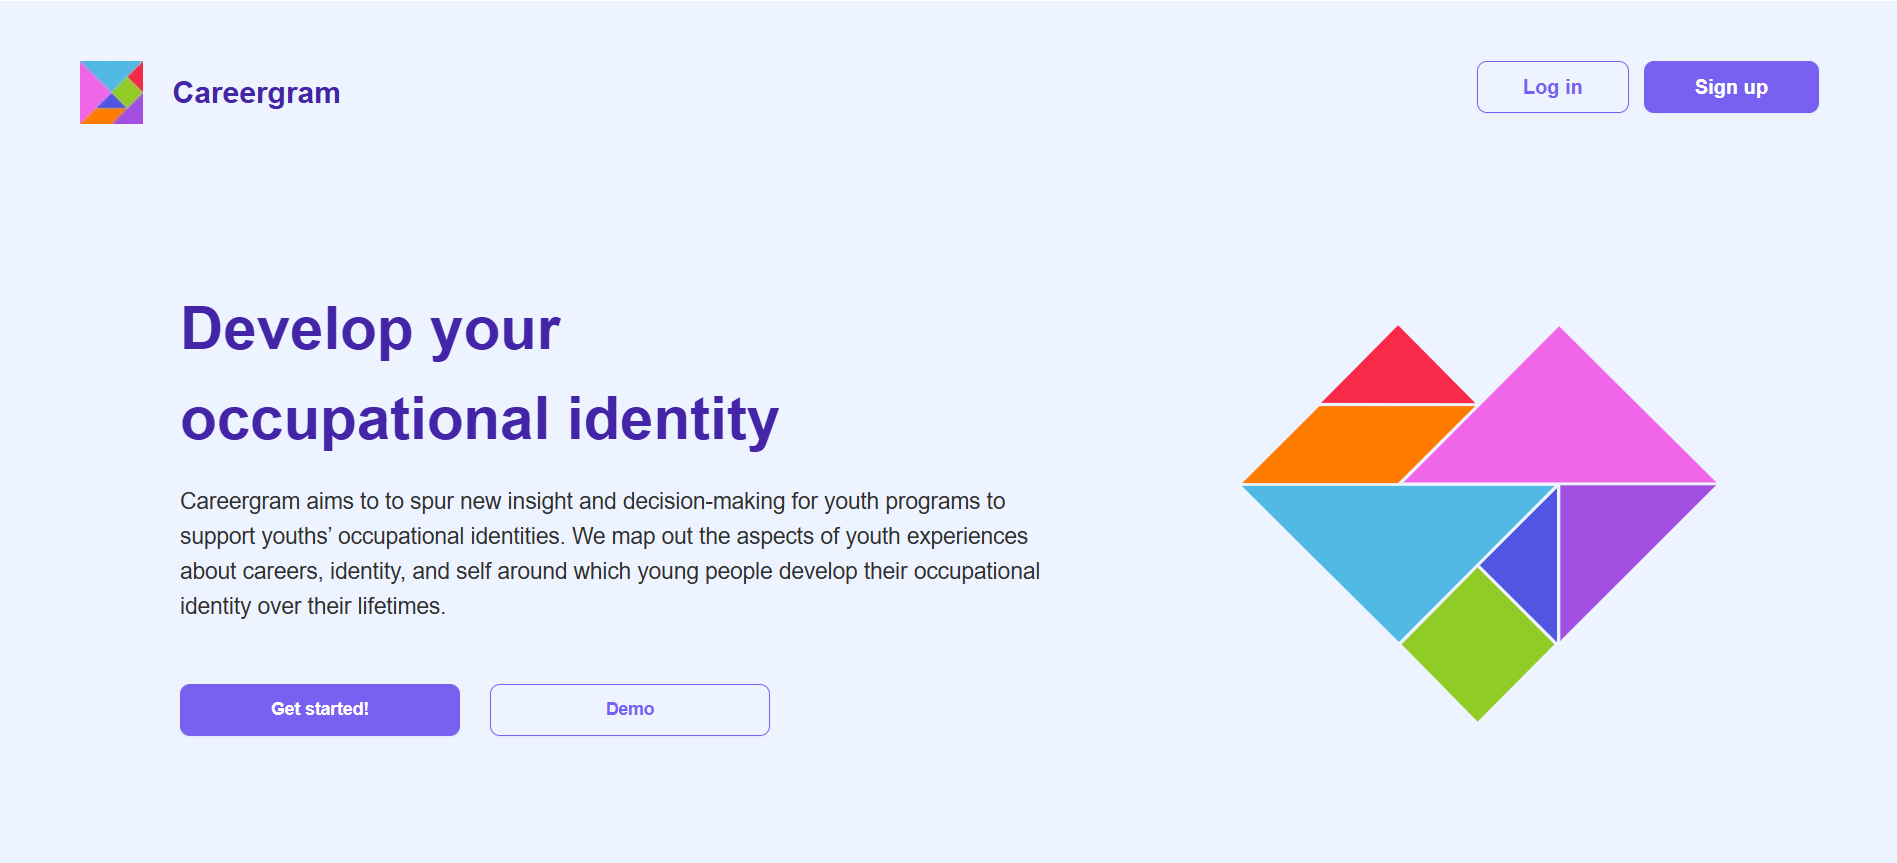 Careergram
Log in
Sign up
Develop your
occupational identity
Careergram aims to to spur new insight and decision-making for youth programs to
support youths’ occupational identities. We map out the aspects of youth experiences
about careers, identity, and self around which young people develop their occupational
identity over their lifetimes.
Get started!
Demo